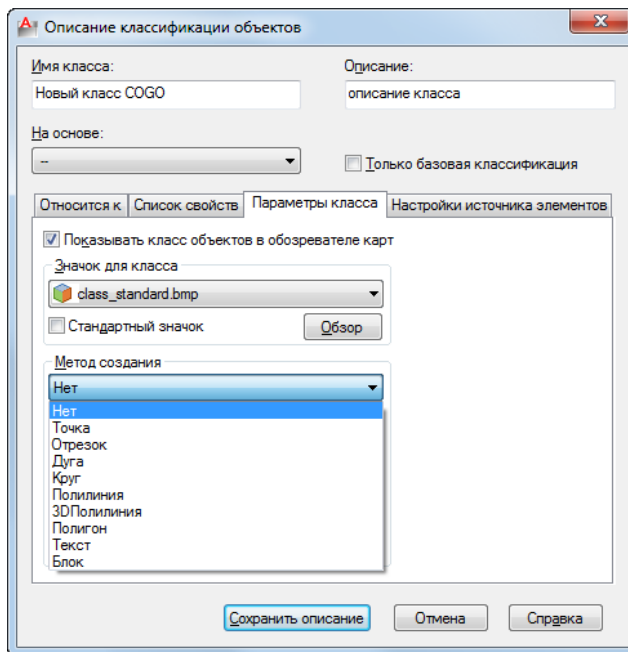 Описание классификации объектов
Имя класса:
Описание:
Новый класс COGO
описание класса
На основе:
--
Только базовая классификация
Относится к
Список свойств
Параметры класса
Настройки источника элементов
Показывать класс объектов в обозревателе карт
Значок для класса
class_standard.bmp
Стандартный значок
Обзор
Метод создания
Нет
Нет
Точка
Отрезок
Дуга
Круг
Полилиния
3DПолилиния
Полигон
Текст
Блок
Сохранить описание
Отмена
Справка